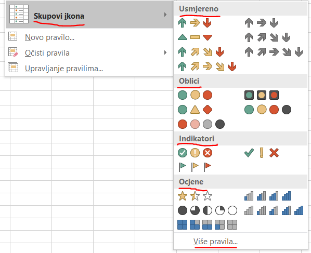 Skupovi ikona
Novo pravilo...
Očisti pravila
Upravljanje pravilima...
Usmjereno
Oblici
Indikatori
Ocjene
Više pravila...